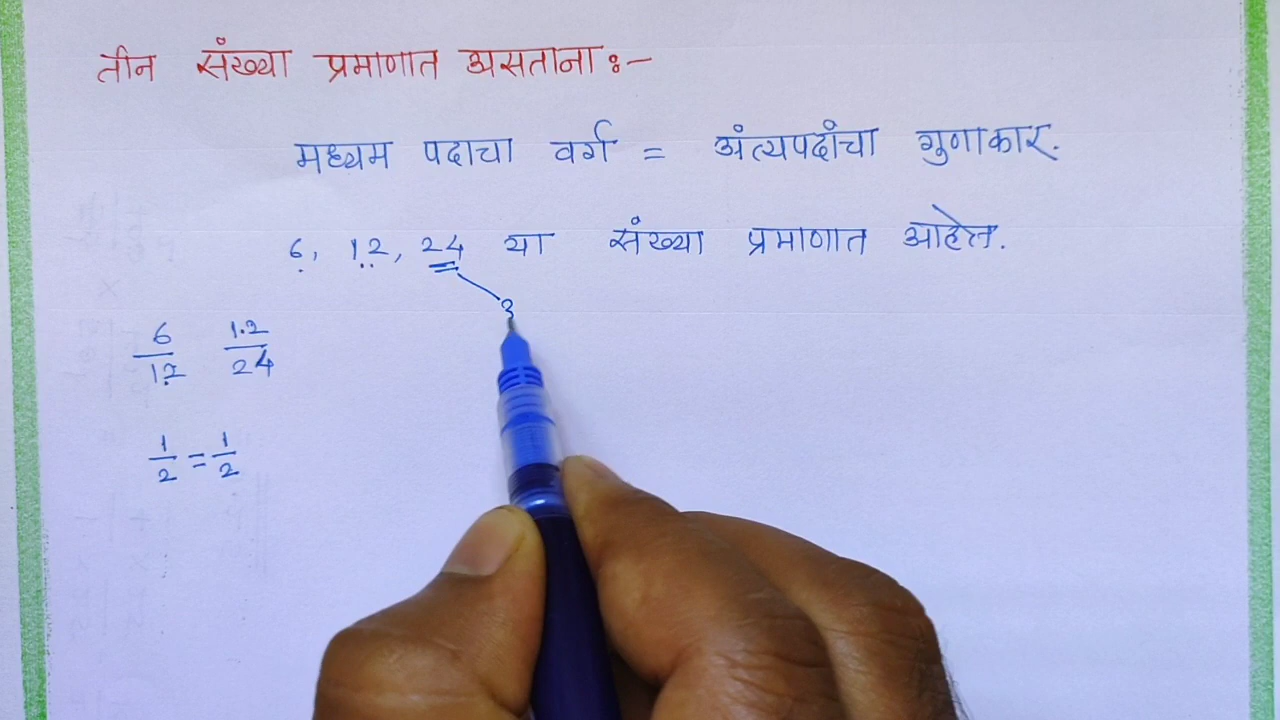 तीन संख्या प्रमाणात असताना :-
मध्यम पदाचा वर्ग = अंत्यपदांचा गुणाकार.
6, 12, 24 या संख्या प्रमाणात आहेत.
6/12 12/24
1/2 = 1/2